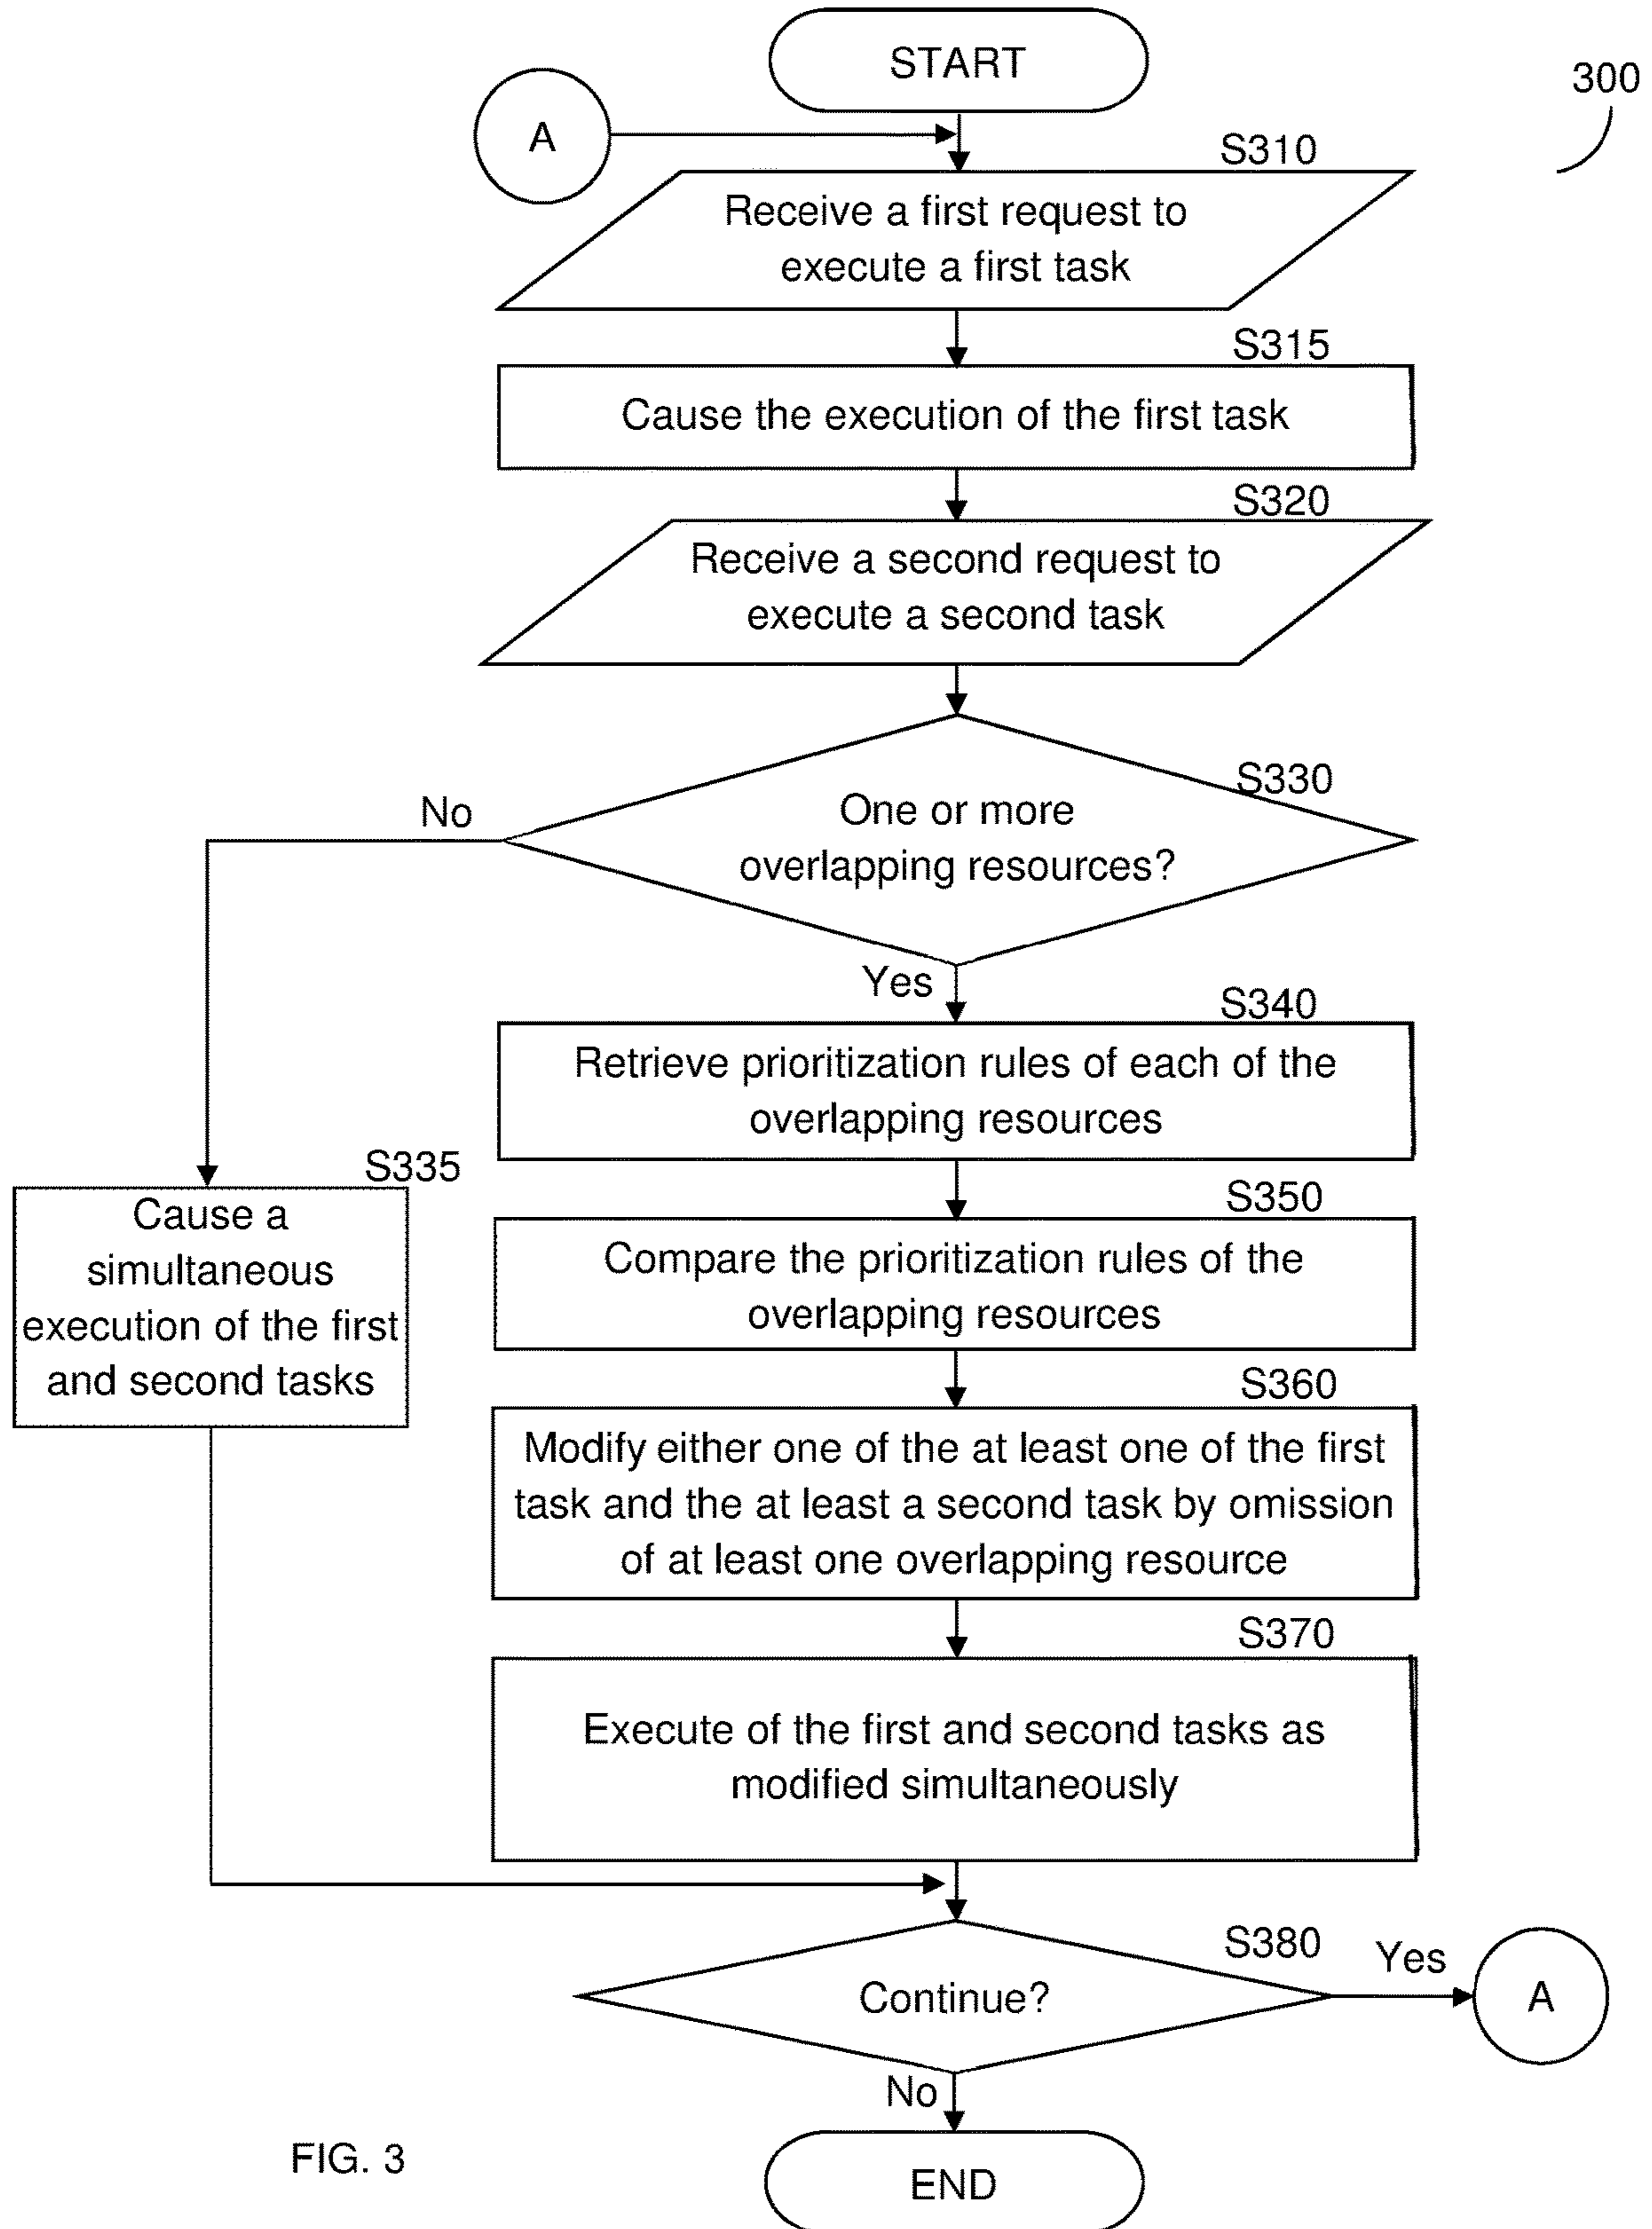 START
A
300
S310
Receive a first request to
execute a first task
S315
Cause the execution of the first task
S320
Receive a second request to
execute a second task
S330
One or more
overlapping resources?
No
Yes
S340
Retrieve prioritization rules of each of the
overlapping resources
S335
Cause a
simultaneous
execution of the first
and second tasks
S350
Compare the prioritization rules of the
overlapping resources
S360
Modify either one of the at least one of the first
task and the at least a second task by omission
of at least one overlapping resource
S370
Execute of the first and second tasks as
modified simultaneously
S380
Continue?
Yes
A
No
END
FIG. 3